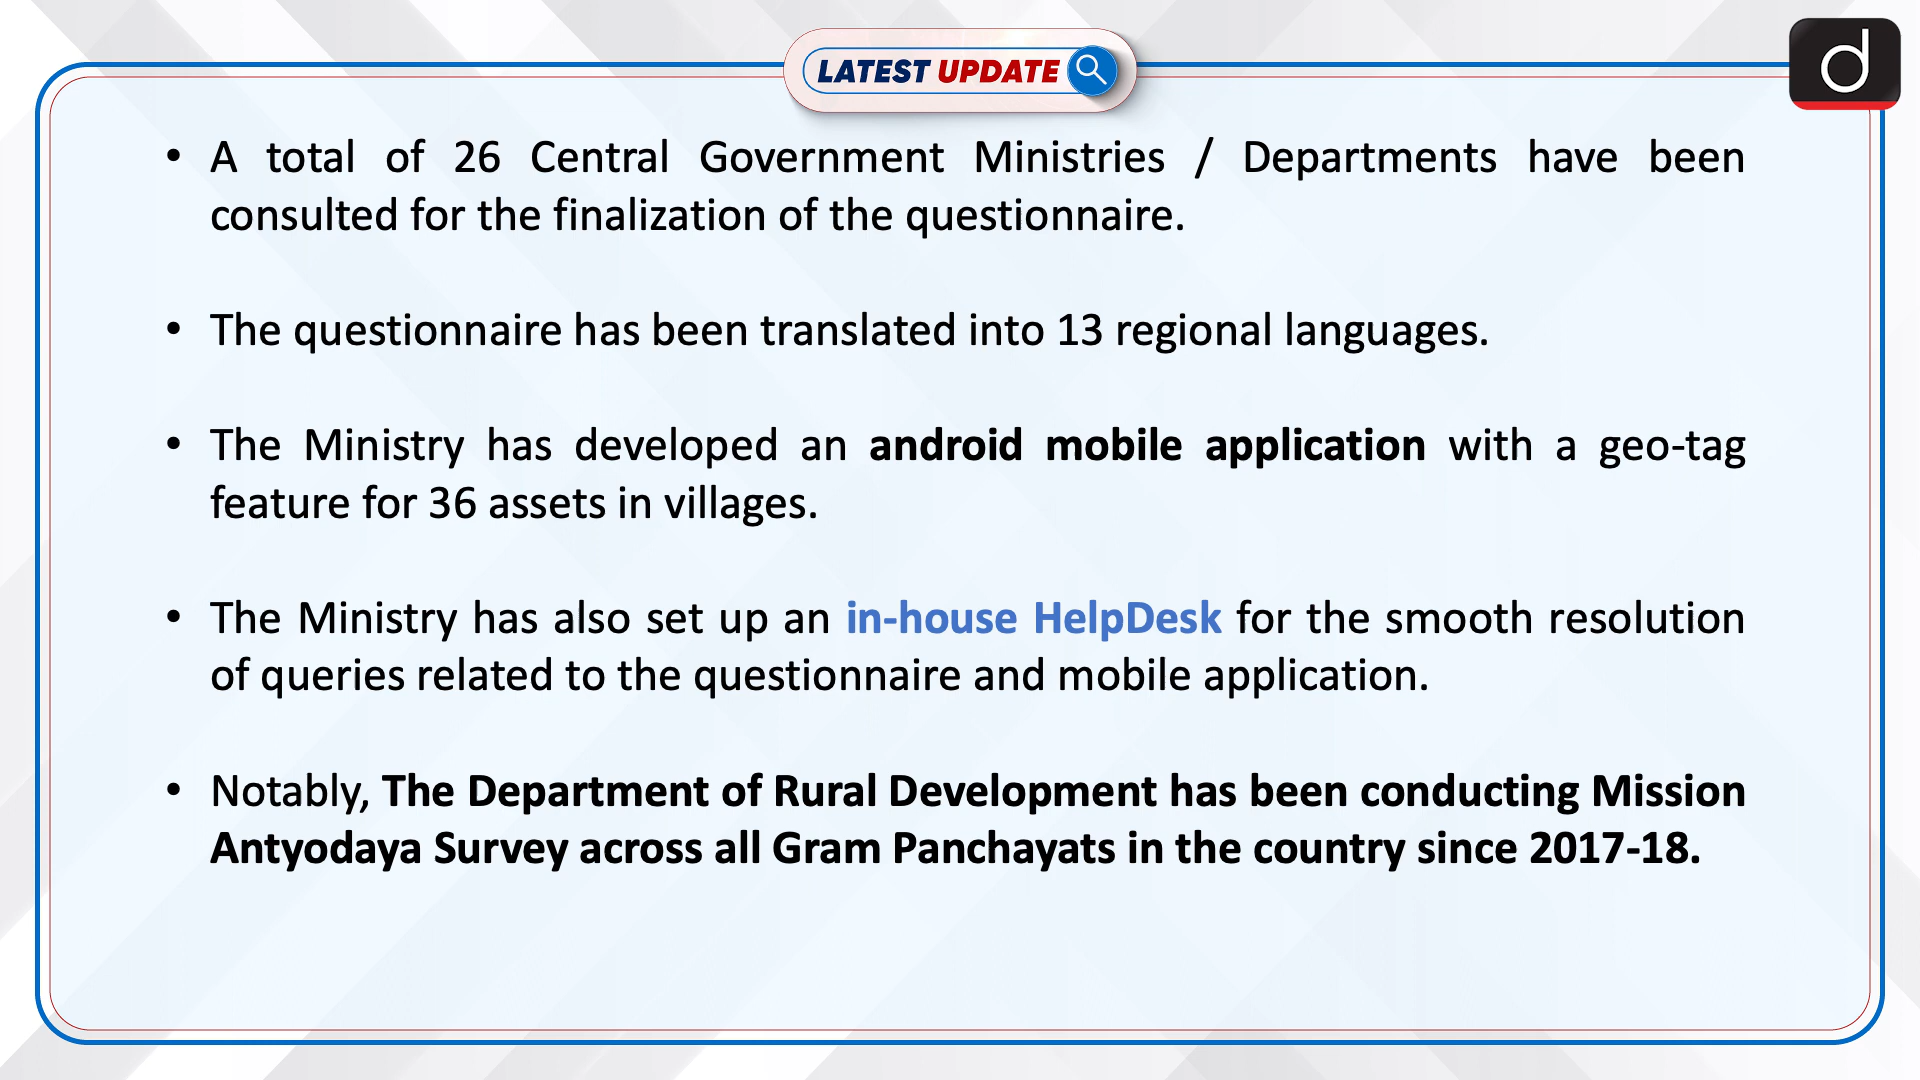 LATEST UPDATE
d
• A total of 26 Central Government Ministries / Departments have been
consulted for the finalization of the questionnaire.
• The questionnaire has been translated into 13 regional languages.
• The Ministry has developed an android mobile application with a geo-tag
feature for 36 assets in villages.
• The Ministry has also set up an in-house HelpDesk for the smooth resolution
of queries related to the questionnaire and mobile application.
• Notably, The Department of Rural Development has been conducting Mission
Antyodaya Survey across all Gram Panchayats in the country since 2017-18.